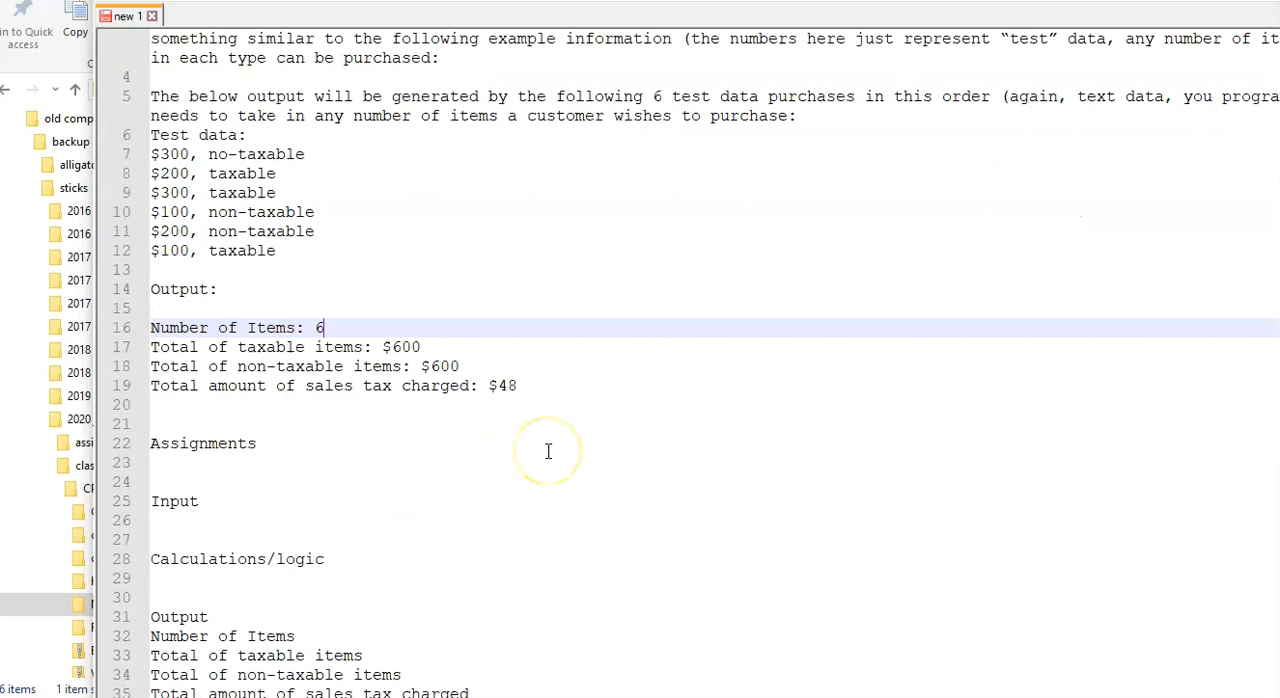 in to Quick
access
Copy
new 1
old comp
backup
alligato
sticks
2016
2016
2017
2017
2017
2017
2018
2018
2019
2020
assi
clas
6 items
1 item
something similar to the following example information (the numbers here just represent “test” data, any number of it
in each type can be purchased:
4
5 The below output will be generated by the following 6 test data purchases in this order (again, text data, you progra
needs to take in any number of items a customer wishes to purchase:
6 Test data:
7 $300, no-taxable
8 $200, taxable
9 $300, taxable
10 $100, non-taxable
11 $200, non-taxable
12 $100, taxable
13
14 Output:
15
16 Number of Items: 6
17 Total of taxable items: $600
18 Total of non-taxable items: $600
19 Total amount of sales tax charged: $48
20
21
22 Assignments
23
24
25 Input
26
27
28 Calculations/logic
29
30
31 Output
32 Number of Items
33 Total of taxable items
34 Total of non-taxable items
35 Total amount of sales tax charged